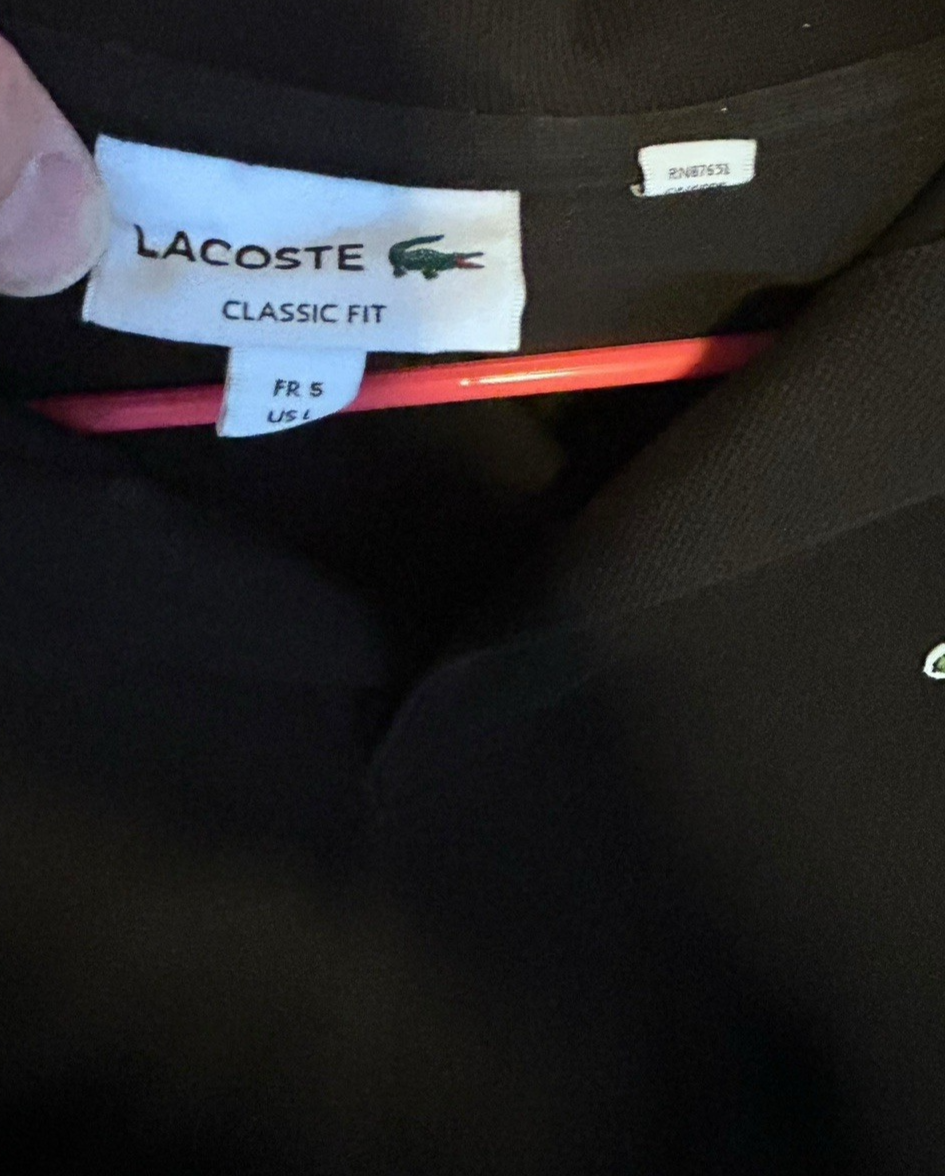 LACOSTE
CLASSIC FIT
FR 5
US L
RN87651